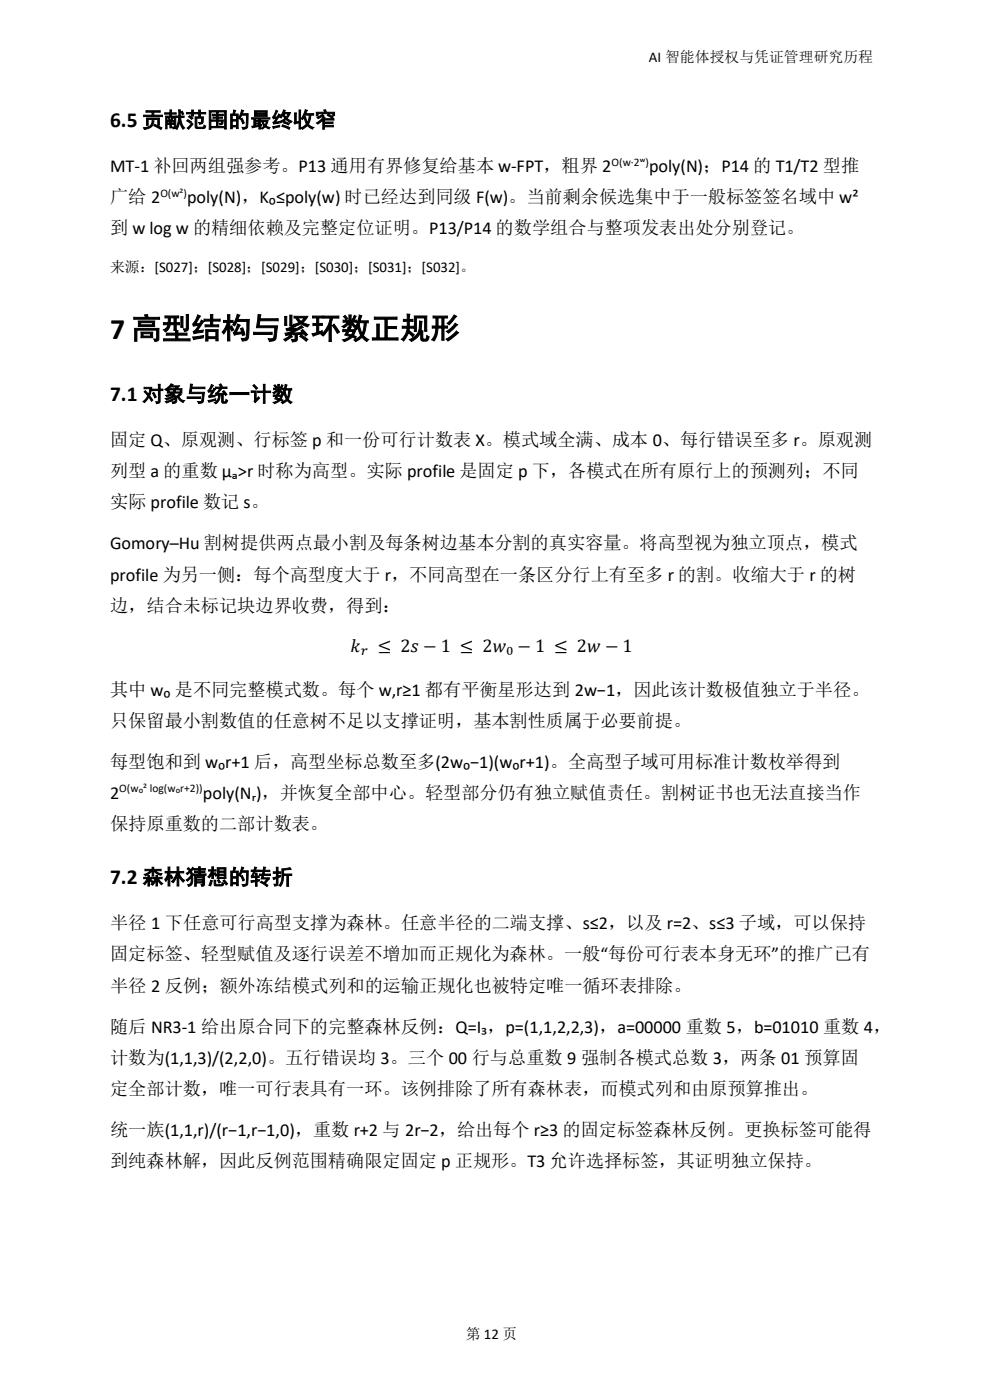 AI 智能体授权与凭证管理研究历程
6.5 贡献范围的最终收窄
MT-1 补回两组强参考。P13 通用有界修复给基本 w-FPT，粗界 2^{O(w·2ʷ)}poly(N)；P14 的 T1/T2 型推
广给 2^{O(w²)}poly(N)，K₀≤poly(w) 时已经达到同级 F(w)。当前剩余候选集中于一般标签签名域中 w²
到 w log w 的精细依赖及完整定位证明。P13/P14 的数学组合与整项发表出处分别登记。
来源：[S027]；[S028]；[S029]；[S030]；[S031]；[S032]。
7 高型结构与紧环数正规形
7.1 对象与统一计数
固定 Q、原观测、行标签 p 和一份可行计数表 X。模式域全满、成本 0、每行错误至多 r。原观测
列型 a 的重数 μₐ>r 时称为高型。实际 profile 是固定 p 下，各模式在所有原行上的预测列；不同
实际 profile 数记 s。
Gomory–Hu 割树提供两点最小割及每条树边基本分割的真实容量。将高型视为独立顶点，模式
profile 为另一侧：每个高型度大于 r，不同高型在一条区分行上有至多 r 的割。收缩大于 r 的树
边，结合未标记块边界收费，得到：
k_r ≤ 2s − 1 ≤ 2w₀ − 1 ≤ 2w − 1
其中 w₀ 是不同完整模式数。每个 w,r≥1 都有平衡星形达到 2w−1，因此该计数极值独立于半径。
只保留最小割数值的任意树不足以支撑证明，基本割性质属于必要前提。
每型饱和到 w₀r+1 后，高型坐标总数至多(2w₀−1)(w₀r+1)。全高型子域可用标准计数枚举得到
2^{O(w₀² log(w₀r+2))}poly(Nᵣ)，并恢复全部中心。轻型部分仍有独立赋值责任。割树证书也无法直接当作
保持原重数的二部计数表。
7.2 森林猜想的转折
半径 1 下任意可行高型支撑为森林。任意半径的二端支撑、s≤2，以及 r=2、s≤3 子域，可以保持
固定标签、轻型赋值及逐行误差不增加而正规化为森林。一般“每份可行表本身无环”的推广已有
半径 2 反例；额外冻结模式列和的运输正规化也被特定唯一循环表排除。
随后 NR3-1 给出原合同下的完整森林反例：Q=I₃，p=(1,1,2,2,3)，a=00000 重数 5，b=01010 重数 4，
计数为(1,1,3)/(2,2,0)。五行错误均 3。三个 00 行与总重数 9 强制各模式总数 3，两条 01 预算固
定全部计数，唯一可行表具有一环。该例排除了所有森林表，而模式列和由原预算推出。
统一族(1,1,r)/(r−1,r−1,0)，重数 r+2 与 2r−2，给出每个 r≥3 的固定标签森林反例。更换标签可能得
到纯森林解，因此反例范围精确限定固定 p 正规形。T3 允许选择标签，其证明独立保持。
第 12 页